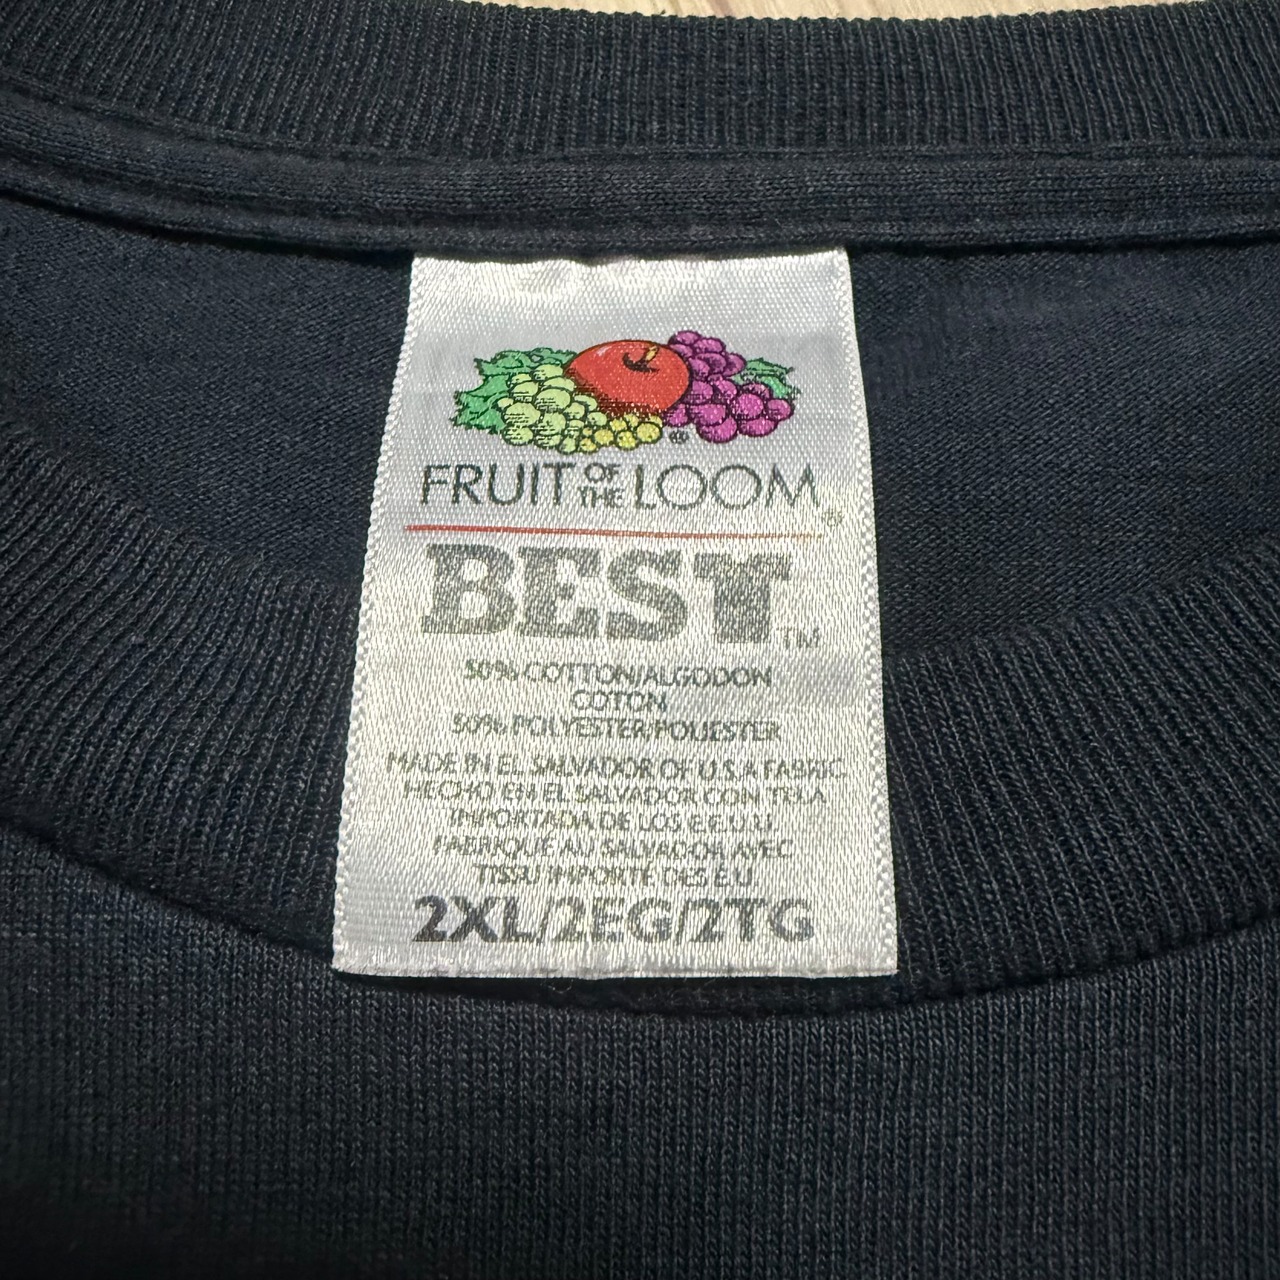 FRUIT OF THE LOOM®
BEST™
50% COTTON/ALGODON
COTON
50% POLYESTER/POLIESTER
MADE IN EL SALVADOR OF U.S.A FABRIC
HECHO EN EL SALVADOR CON TELA
IMPORTADA DE LOS E.E.U.U.
FABRIQUÉ AU SALVADOR AVEC
TISSU IMPORTÉ DES E.U.
2XL/2EG/2TG